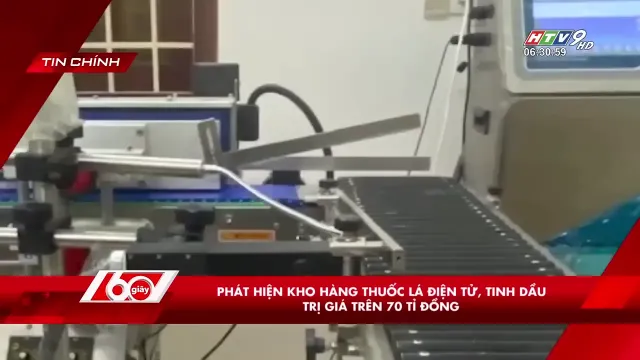 TIN CHÍNH
HTV9 HD
06:30:59
60 giây
PHÁT HIỆN KHO HÀNG THUỐC LÁ ĐIỆN TỬ, TINH DẦU
TRỊ GIÁ TRÊN 70 TỈ ĐỒNG